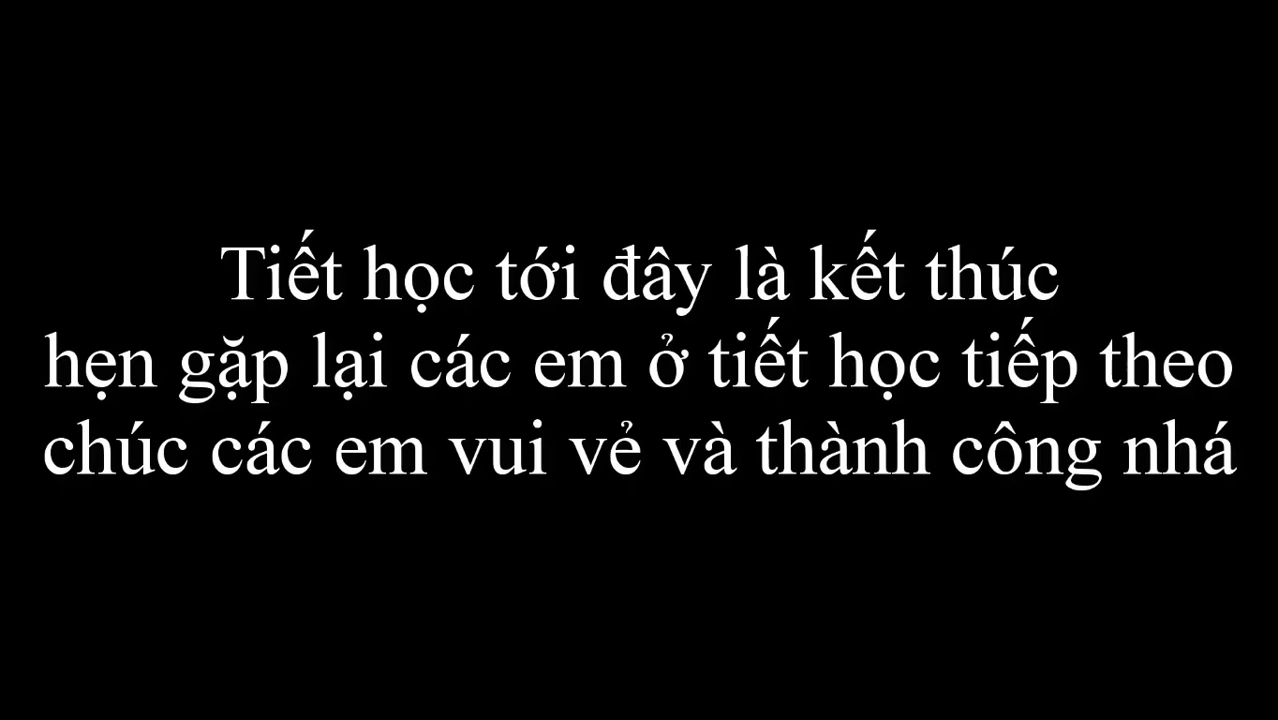 Tiết học tới đây là kết thúc
hẹn gặp lại các em ở tiết học tiếp theo
chúc các em vui vẻ và thành công nhá